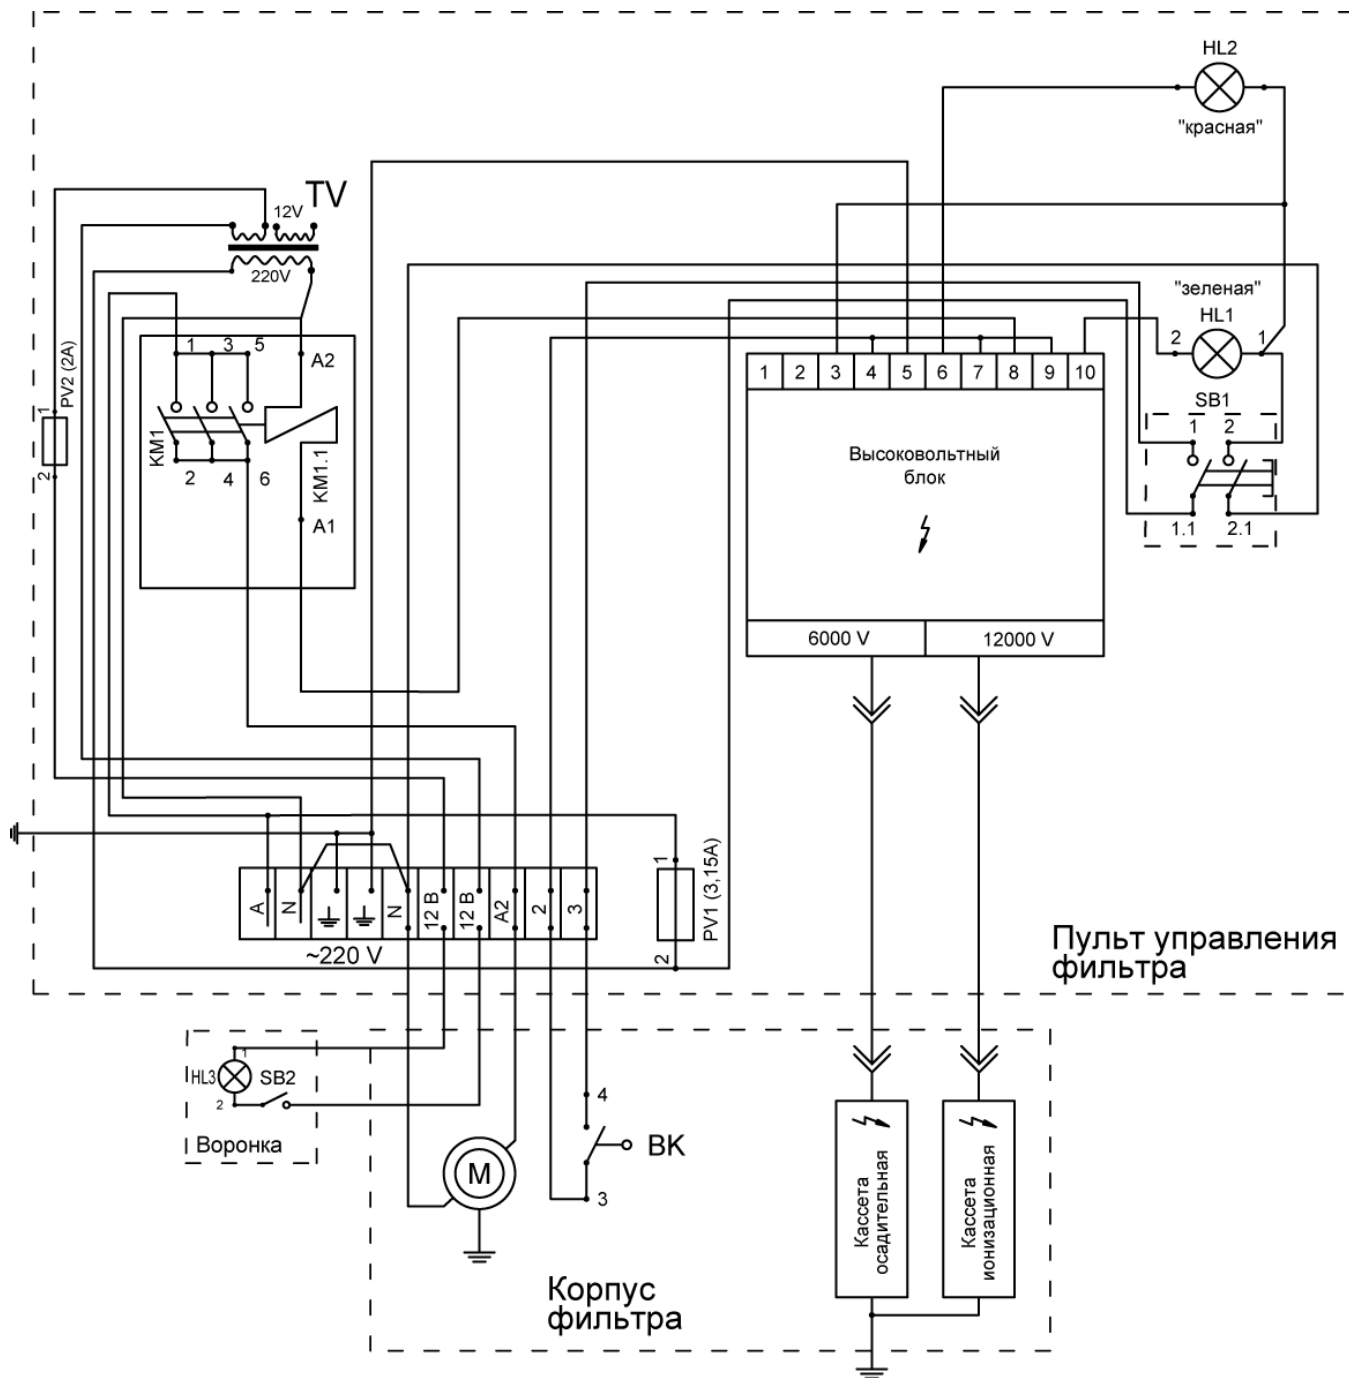 HL2
"красная"
TV
12V
220V
"зеленая"
HL1
2
1
1
3
5
A2
PV2 (2A)
1
2
KM1
KM1.1
2
4
6
A1
1
2
3
4
5
6
7
8
9
10
Высоковольтный
блок
6000 V
12000 V
SB1
1
2
1.1
2.1
A
N
N
12 В
12 В
A2
2
3
~220 V
1
2
PV1 (3,15A)
Пульт управления
фильтра
1
HL3
SB2
2
Воронка
M
4
BK
3
Кассета
осадительная
Кассета
ионизационная
Корпус
фильтра